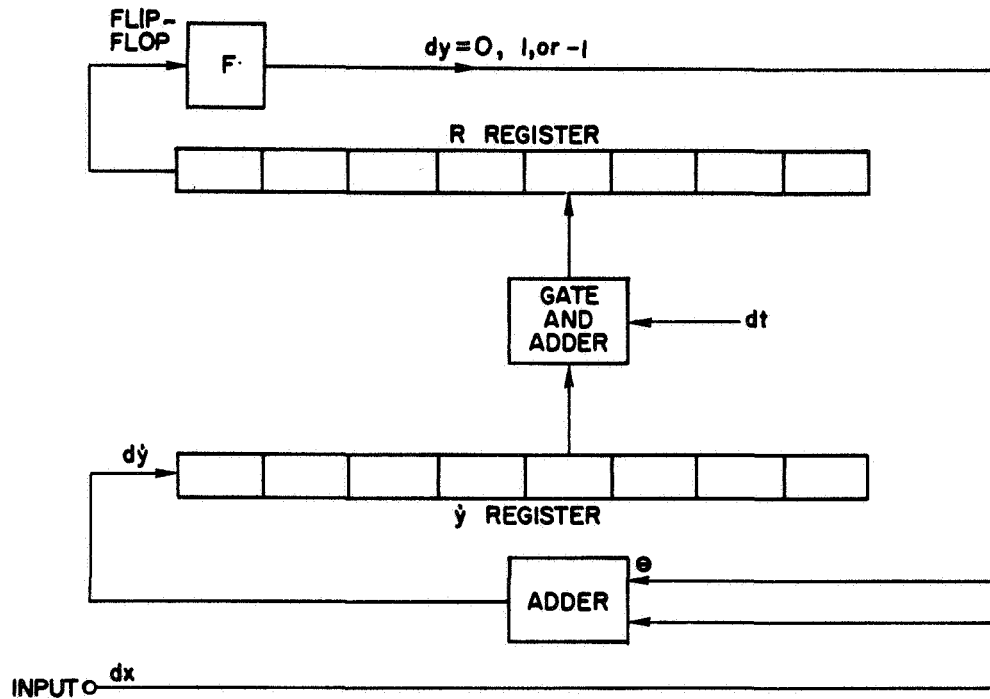 FLIP-
FLOP
F
dy=0, 1, or -1
R REGISTER
GATE
AND
ADDER
dt
dẏ
ẏ REGISTER
⊖
ADDER
INPUT dx